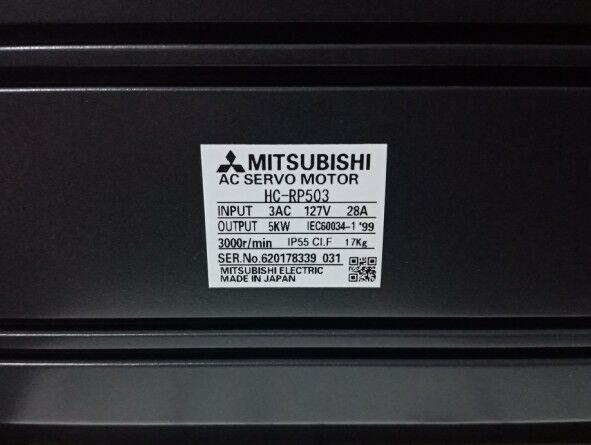 MITSUBISHI
AC SERVO MOTOR
HC-RP503
INPUT 3AC 127V 28A
OUTPUT 5KW IEC60034-1 '99
3000r/min IP55 CI.F 17Kg
SER.No.620178339 031
MITSUBISHI ELECTRIC
MADE IN JAPAN